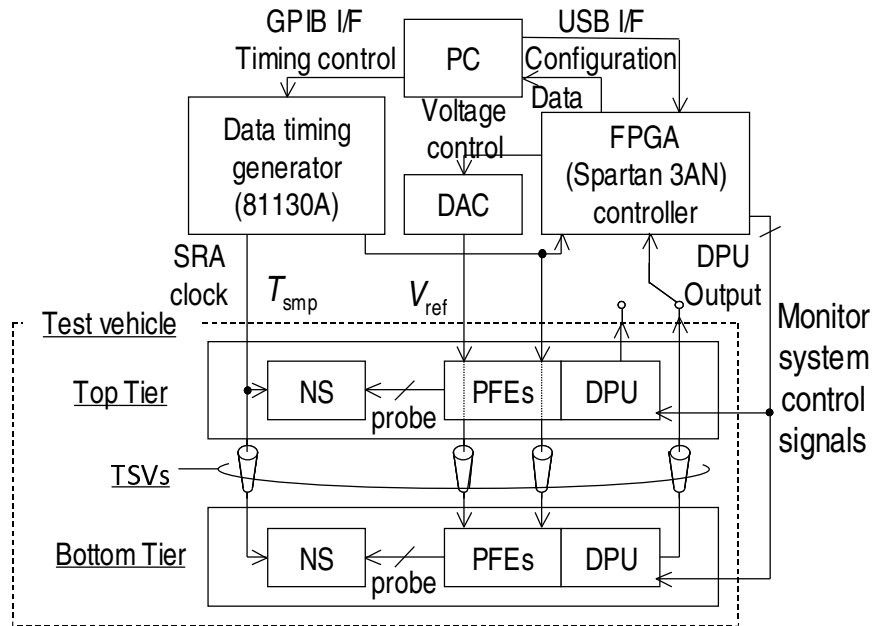 GPIB I/F
Timing control
PC
USB I/F
Configuration
Data
Voltage
control
Data timing
generator
(81130A)
DAC
FPGA
(Spartan 3AN)
controller
SRA
clock
Tsmp
Vref
DPU
Output
Test vehicle
Monitor
system
control
signals
Top Tier
NS
probe
PFEs
DPU
TSVs
Bottom Tier
NS
probe
PFEs
DPU